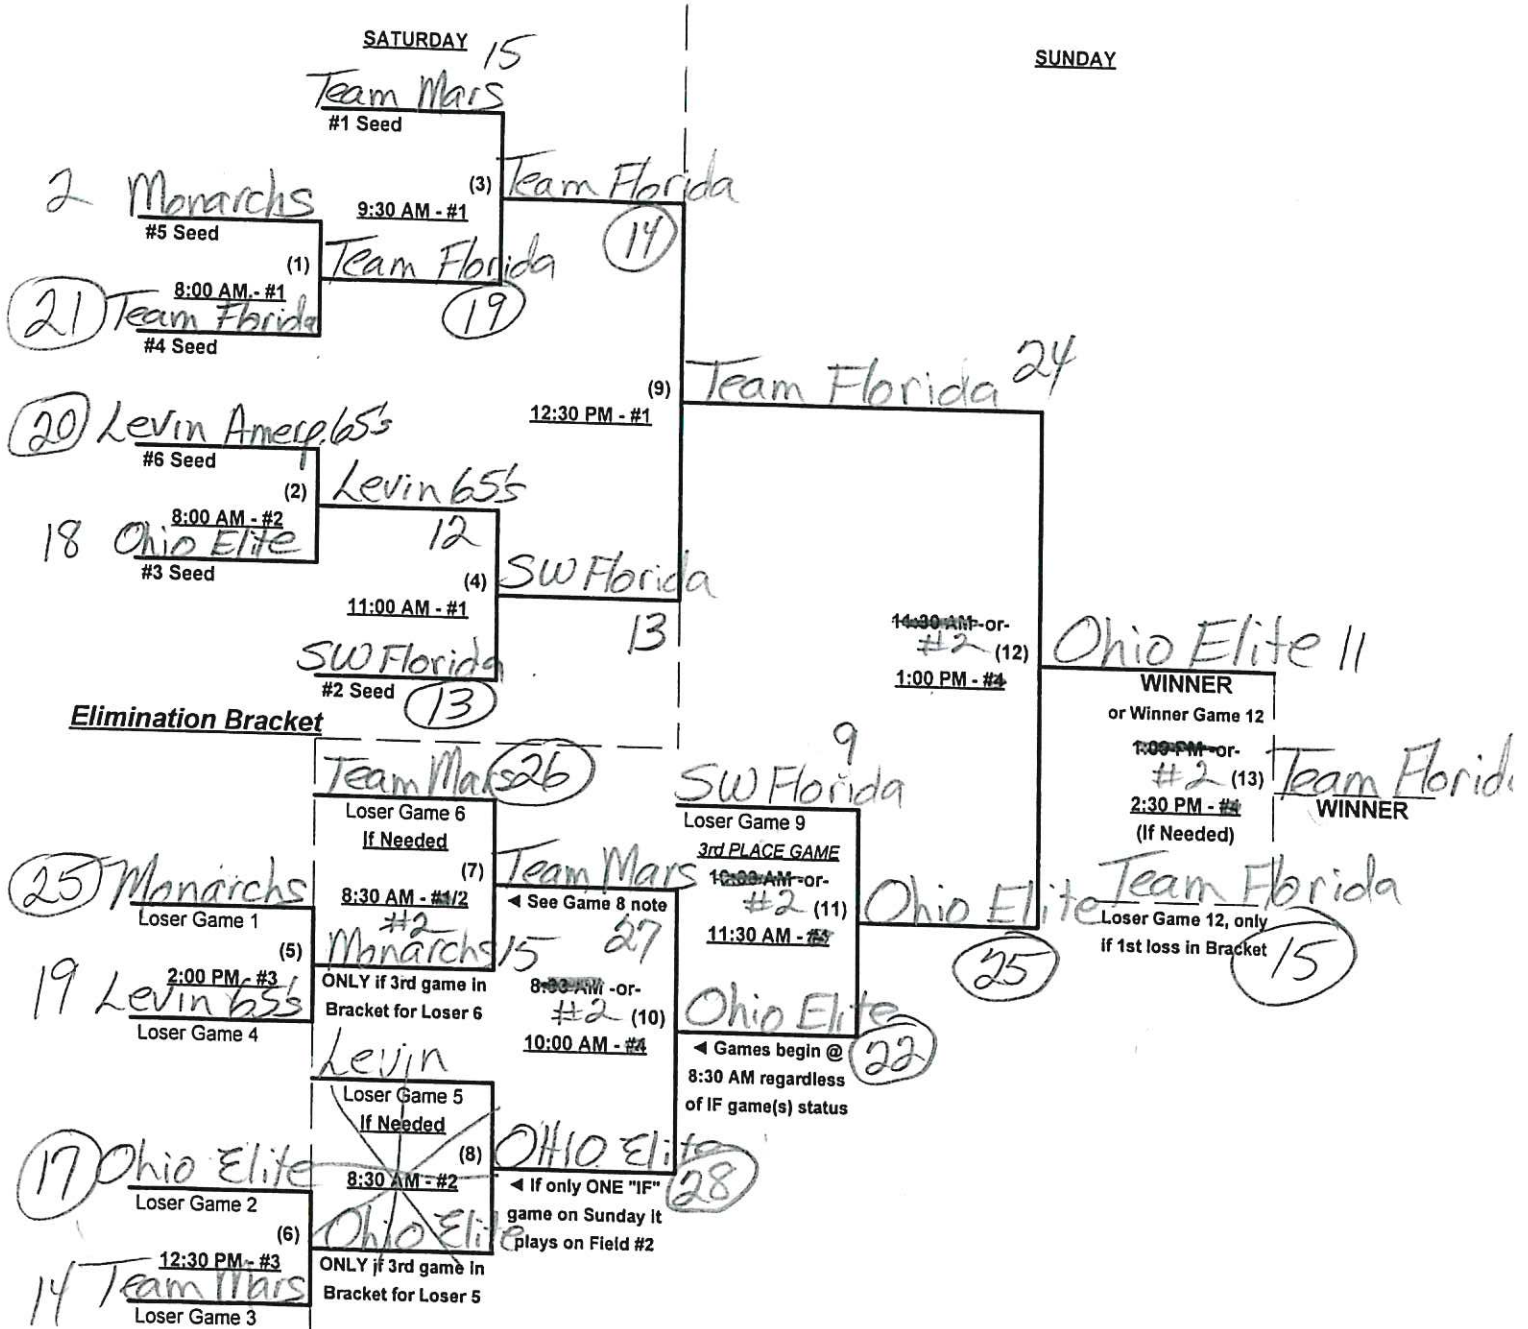 SATURDAY 15
SUNDAY
Team Mars
#1 Seed
2 Monarchs
#5 Seed
(3) Team Florida
9:30 AM - #1
14
(1) Team Florida
8:00 AM - #1
19
21 Team Florida
#4 Seed
Team Florida 24
(9)
12:30 PM - #1
20 Levin Amerp. 65's
#6 Seed
(2) Levin 65's
8:00 AM - #2
12
18 Ohio Elite
#3 Seed
(4) SW Florida
11:00 AM - #1
13
SW Florida
#2 Seed 13
-or-
#2 (12)
1:00 PM - #4
Ohio Elite 11
WINNER
or Winner Game 12
1:00 PM -or-
#2 (13)
2:30 PM - #4
(If Needed)
Team Florida
WINNER
Team Florida
Loser Game 12, only
if 1st loss in Bracket
15
Elimination Bracket
Team Mars 26
Loser Game 6
If Needed
(7) Team Mars
8:30 AM - #1/2
#2
◄ See Game 8 note
27
25 Monarchs
Loser Game 1
(5) Monarchs 15
2:00 PM - #3
ONLY if 3rd game in
Bracket for Loser 6
19 Levin 65's
Loser Game 4
9
SW Florida
Loser Game 9
3rd PLACE GAME
10:00 AM -or-
#2 (11)
11:30 AM - #4
Ohio Elite
25
8:30 AM -or-
#2 (10)
10:00 AM - #4
Ohio Elite
22
◄ Games begin @
8:30 AM regardless
of IF game(s) status
Levin
Loser Game 5
If Needed
(8) OHIO Elite
8:30 AM - #2
28
◄ If only ONE "IF"
game on Sunday it
plays on Field #2
17 Ohio Elite
Loser Game 2
(6) Ohio Elite
12:30 PM - #3
ONLY if 3rd game in
Bracket for Loser 5
14 Team Mars
Loser Game 3